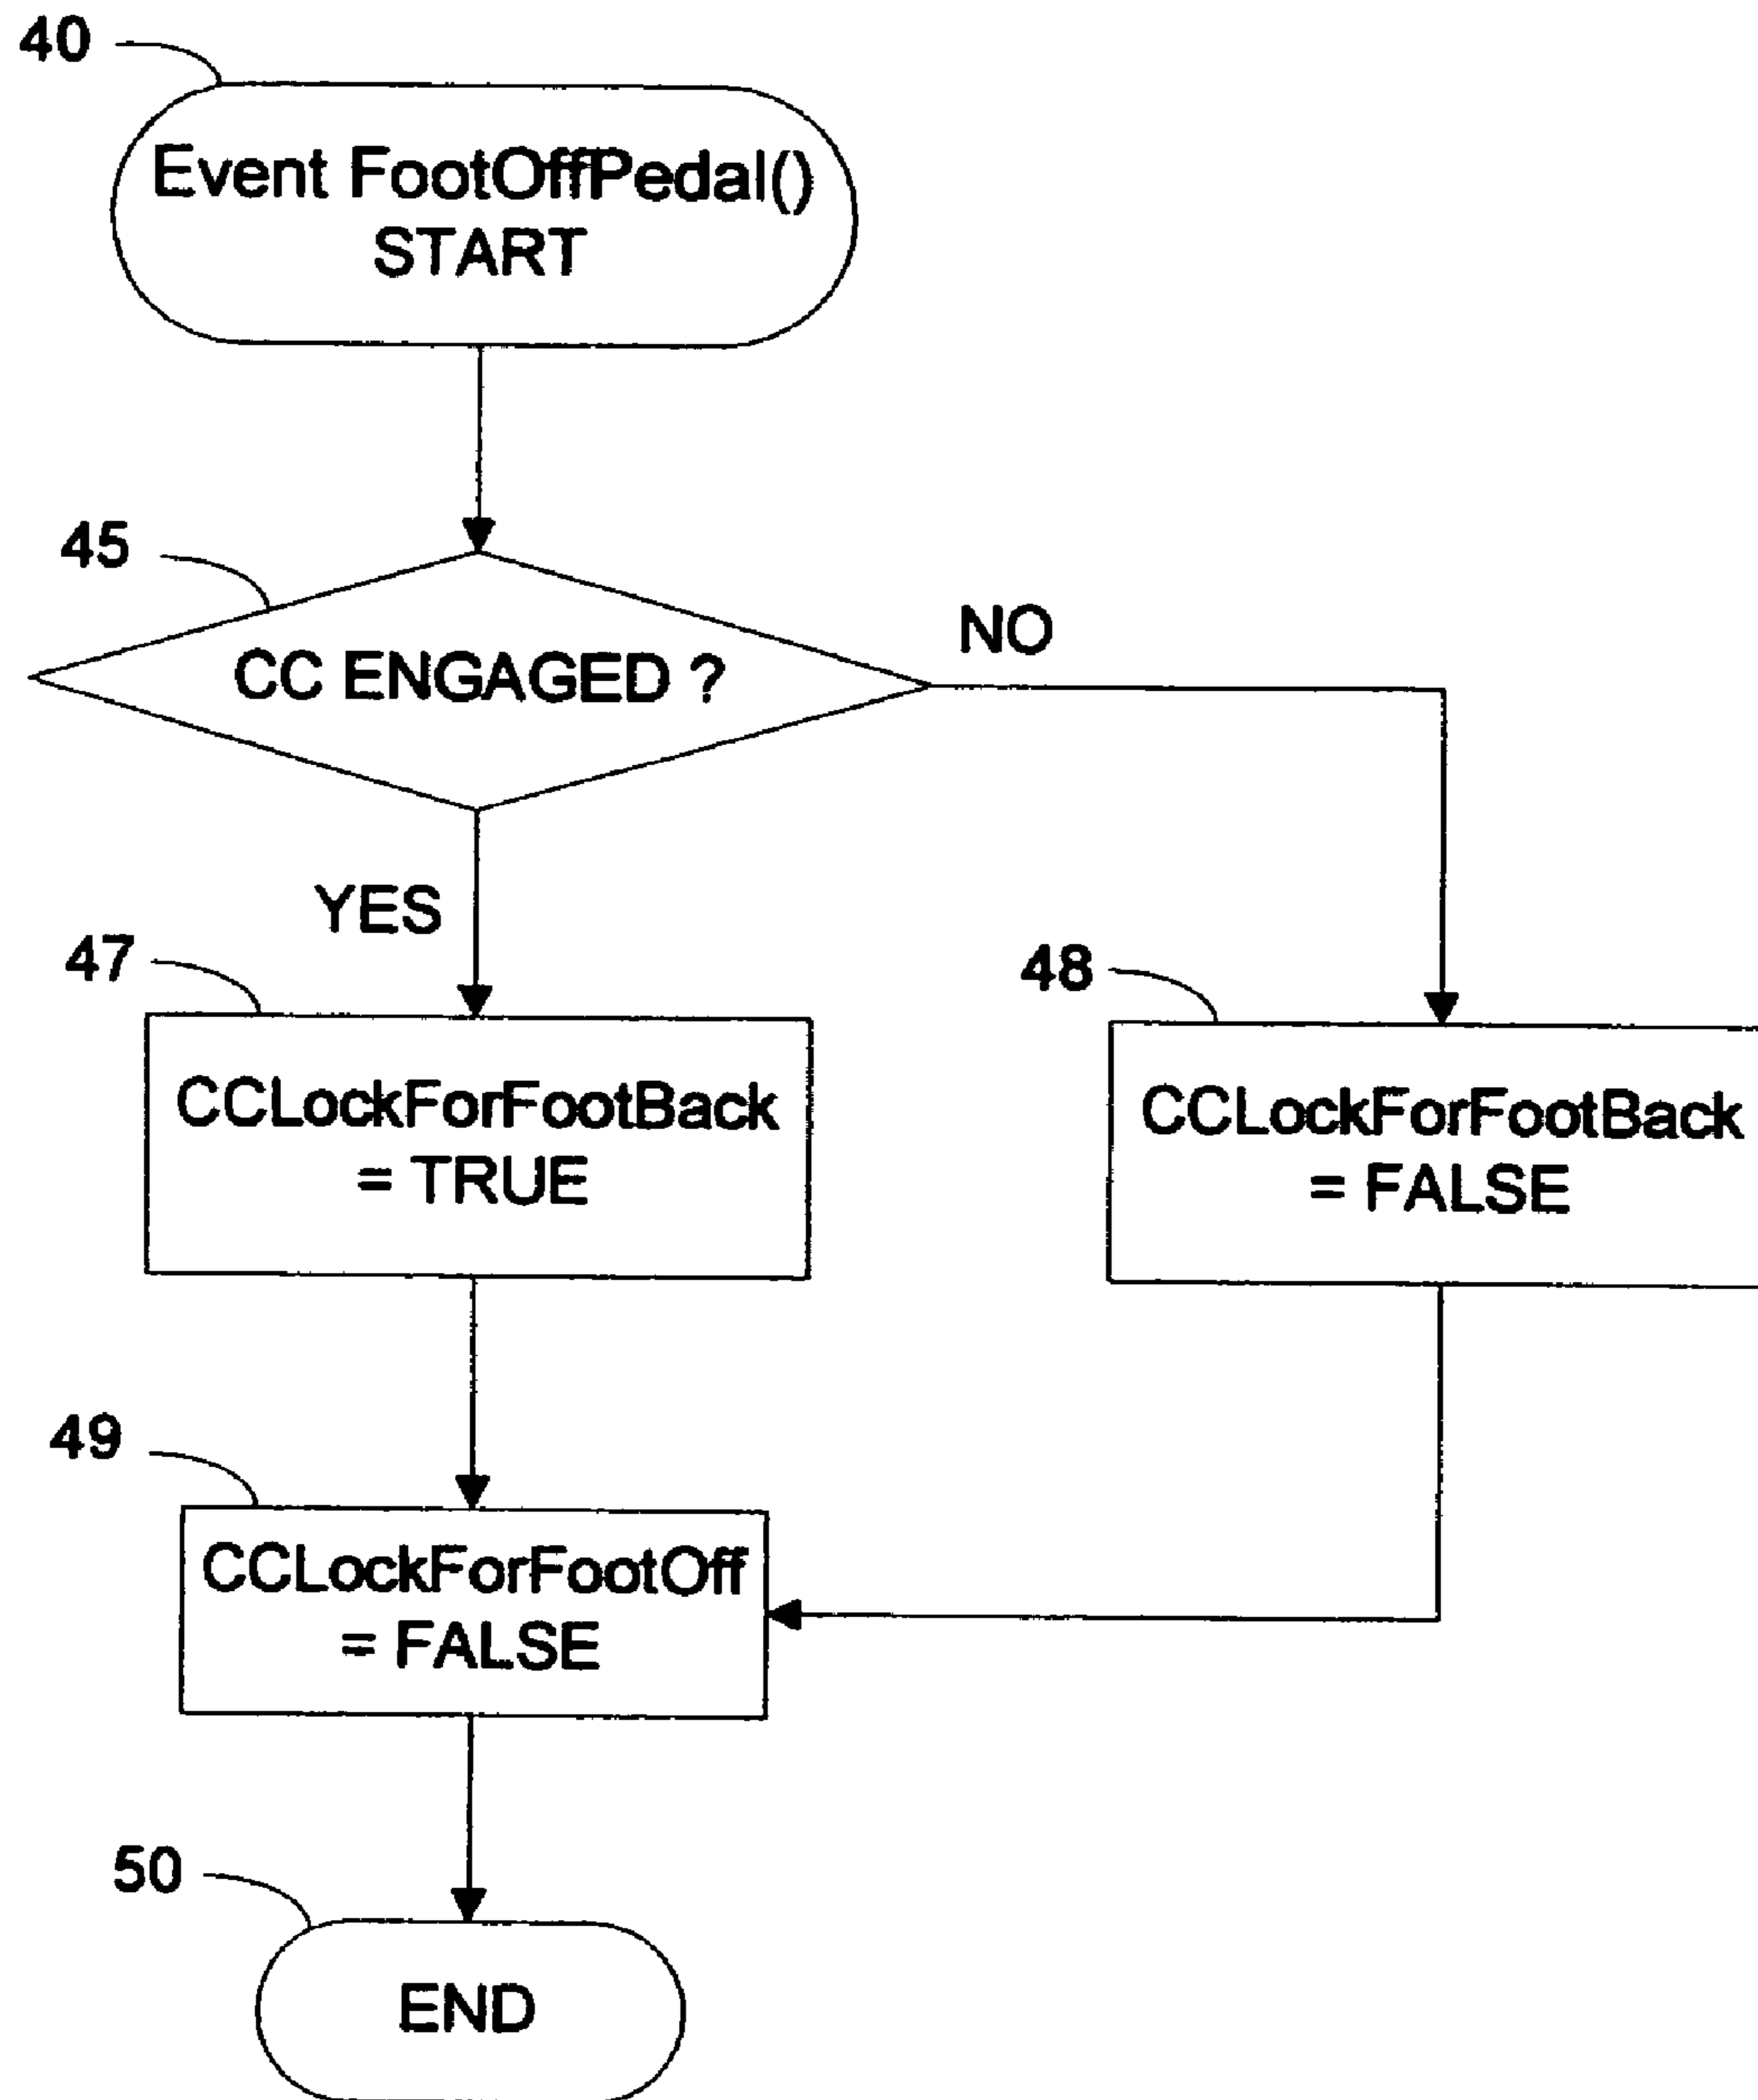 40
Event FootOffPedal()
START
45
CC ENGAGED ?
NO
YES
47
CCLockForFootBack
= TRUE
48
CCLockForFootBack
= FALSE
49
CCLockForFootOff
= FALSE
50
END